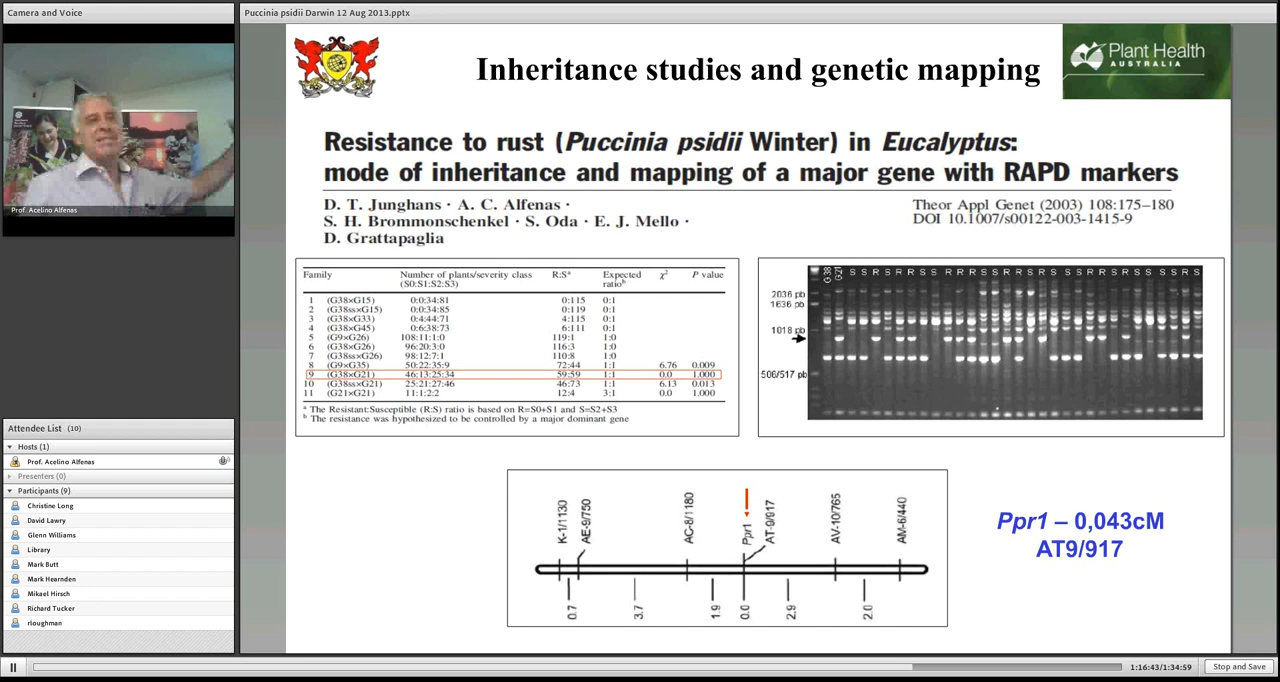 Camera and Voice
Prof. Acelino Alfenas
Attendee List (10)
Hosts (1)
Prof. Acelino Alfenas
Presenters (0)
Participants (9)
Christine Long
David Lawry
Glenn Williams
Library
Mark Butt
Mark Hearnden
Mikael Hirsch
Richard Tucker
rloughman
Puccinia psidii Darwin 12 Aug 2013.pptx
Inheritance studies and genetic mapping
Plant Health
AUSTRALIA
Resistance to rust (Puccinia psidii Winter) in Eucalyptus:
mode of inheritance and mapping of a major gene with RAPD markers
D. T. Junghans · A. C. Alfenas ·
S. H. Brommonschenkel · S. Oda · E. J. Mello ·
D. Grattapaglia
Theor Appl Genet (2003) 108:175–180
DOI 10.1007/s00122-003-1415-9
Family Number of plants/severity class R:Sᵃ Expected χ² P value
(S0:S1:S2:S3) ratioᵇ
1 (G38×G15) 0:0:34:81 0:115 0:1
2 (G38ss×G15) 0:0:34:85 0:119 0:1
3 (G38×G33) 0:4:44:71 4:115 0:1
4 (G38×G45) 0:6:38:73 6:111 0:1
5 (G9×G26) 108:11:1:0 119:1 1:0
6 (G38×G26) 96:20:3:0 116:3 1:0
7 (G38ss×G26) 98:12:7:1 110:8 1:0
8 (G9×G35) 50:22:35:9 72:44 1:1 6.76 0.009
9 (G38×G21) 46:13:25:34 59:59 1:1 0.0 1.000
10 (G38ss×G21) 25:21:27:46 46:73 1:1 6.13 0.013
11 (G21×G21) 11:1:2:2 12:4 3:1 0.0 1.000
ᵃ The Resistant:Susceptible (R:S) ratio is based on R=S0+S1 and S=S2+S3
ᵇ The resistance was hypothesized to be controlled by a major dominant gene
G38 G21
2036 pb
1636 pb
1018 pb
506/517 pb
K-1/1130 AE-9/750 AC-8/1180 Ppr1 AT-9/917 AV-10/765 AM-6/440
0.7 3.7 1.9 0.0 2.9 2.0
Ppr1 – 0,043cM
AT9/917
1:16:43/1:34:59
Stop and Save